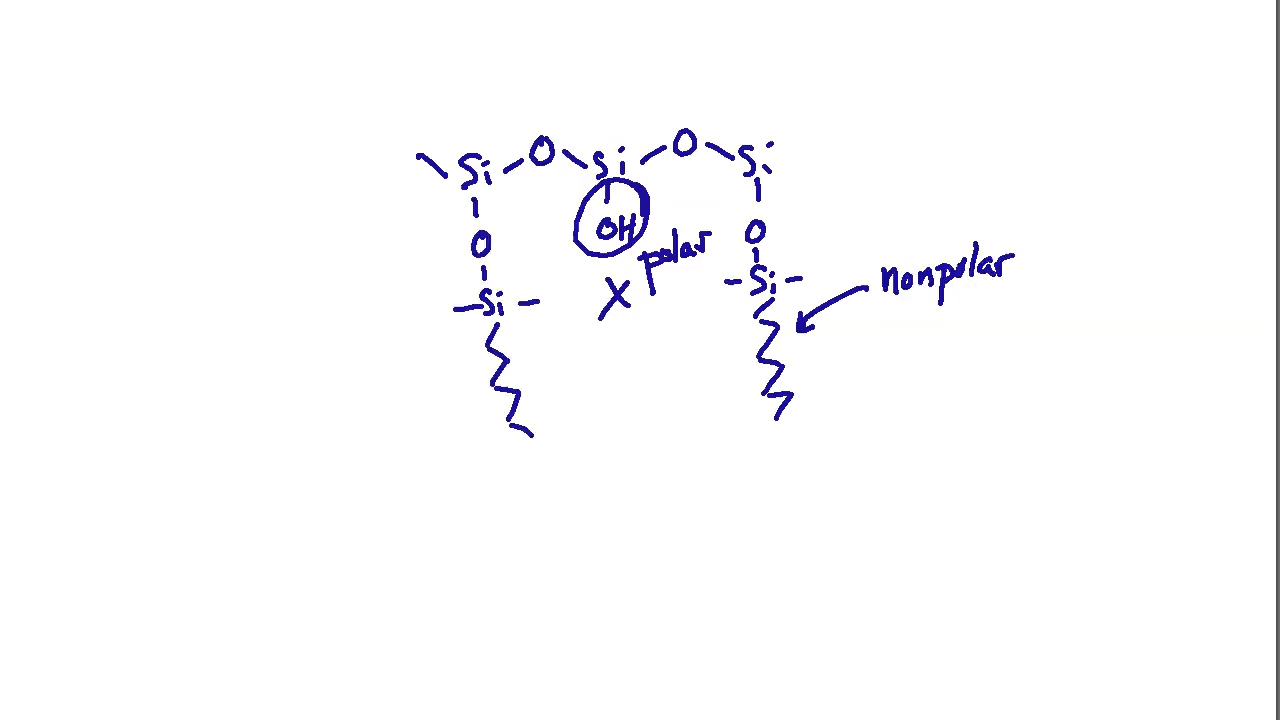 Si O Si O Si
OH
O O
polar
nonpolar
Si Si
X